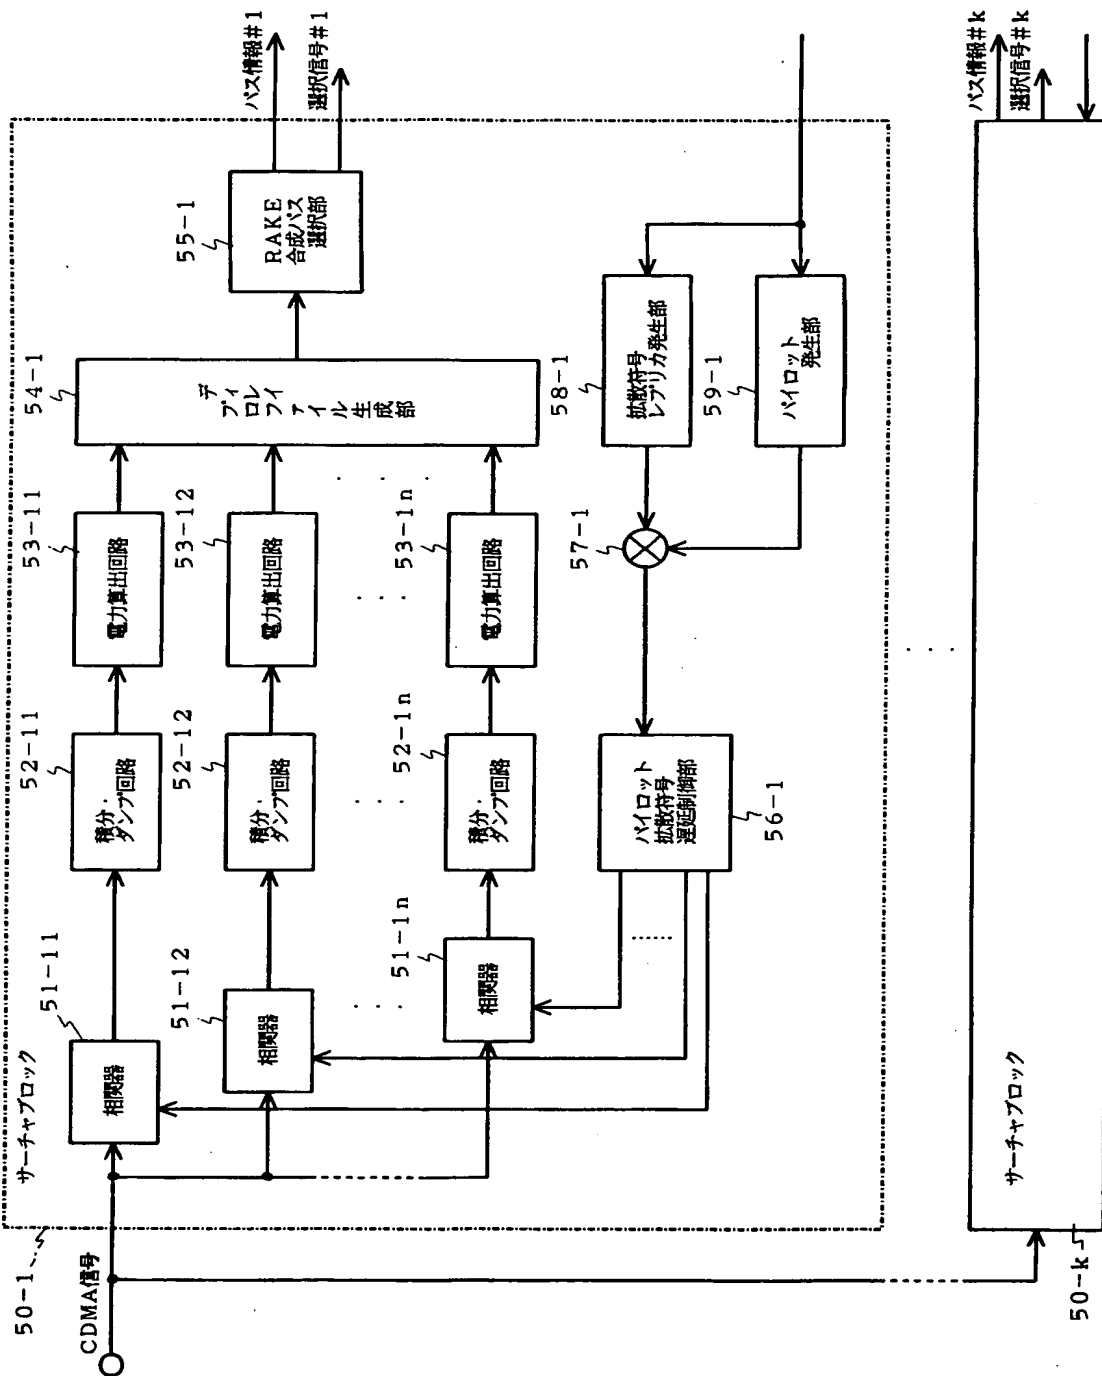 50-1
サーチャブロック
CDMA信号
51-11
相関器
52-11
積分・
ダンプ回路
53-11
電力算出回路
54-1
ディレイ
プロファイル生成部
55-1
RAKE
合成パス
選択部
パス情報#1
選択信号#1
51-12
相関器
52-12
積分・
ダンプ回路
53-12
電力算出回路
51-1n
相関器
52-1n
積分・
ダンプ回路
53-1n
電力算出回路
パイロット
拡散符号
遅延制御部
56-1
57-1
58-1
拡散符号
レプリカ発生部
59-1
パイロット
発生部
50-k
サーチャブロック
パス情報#k
選択信号#k